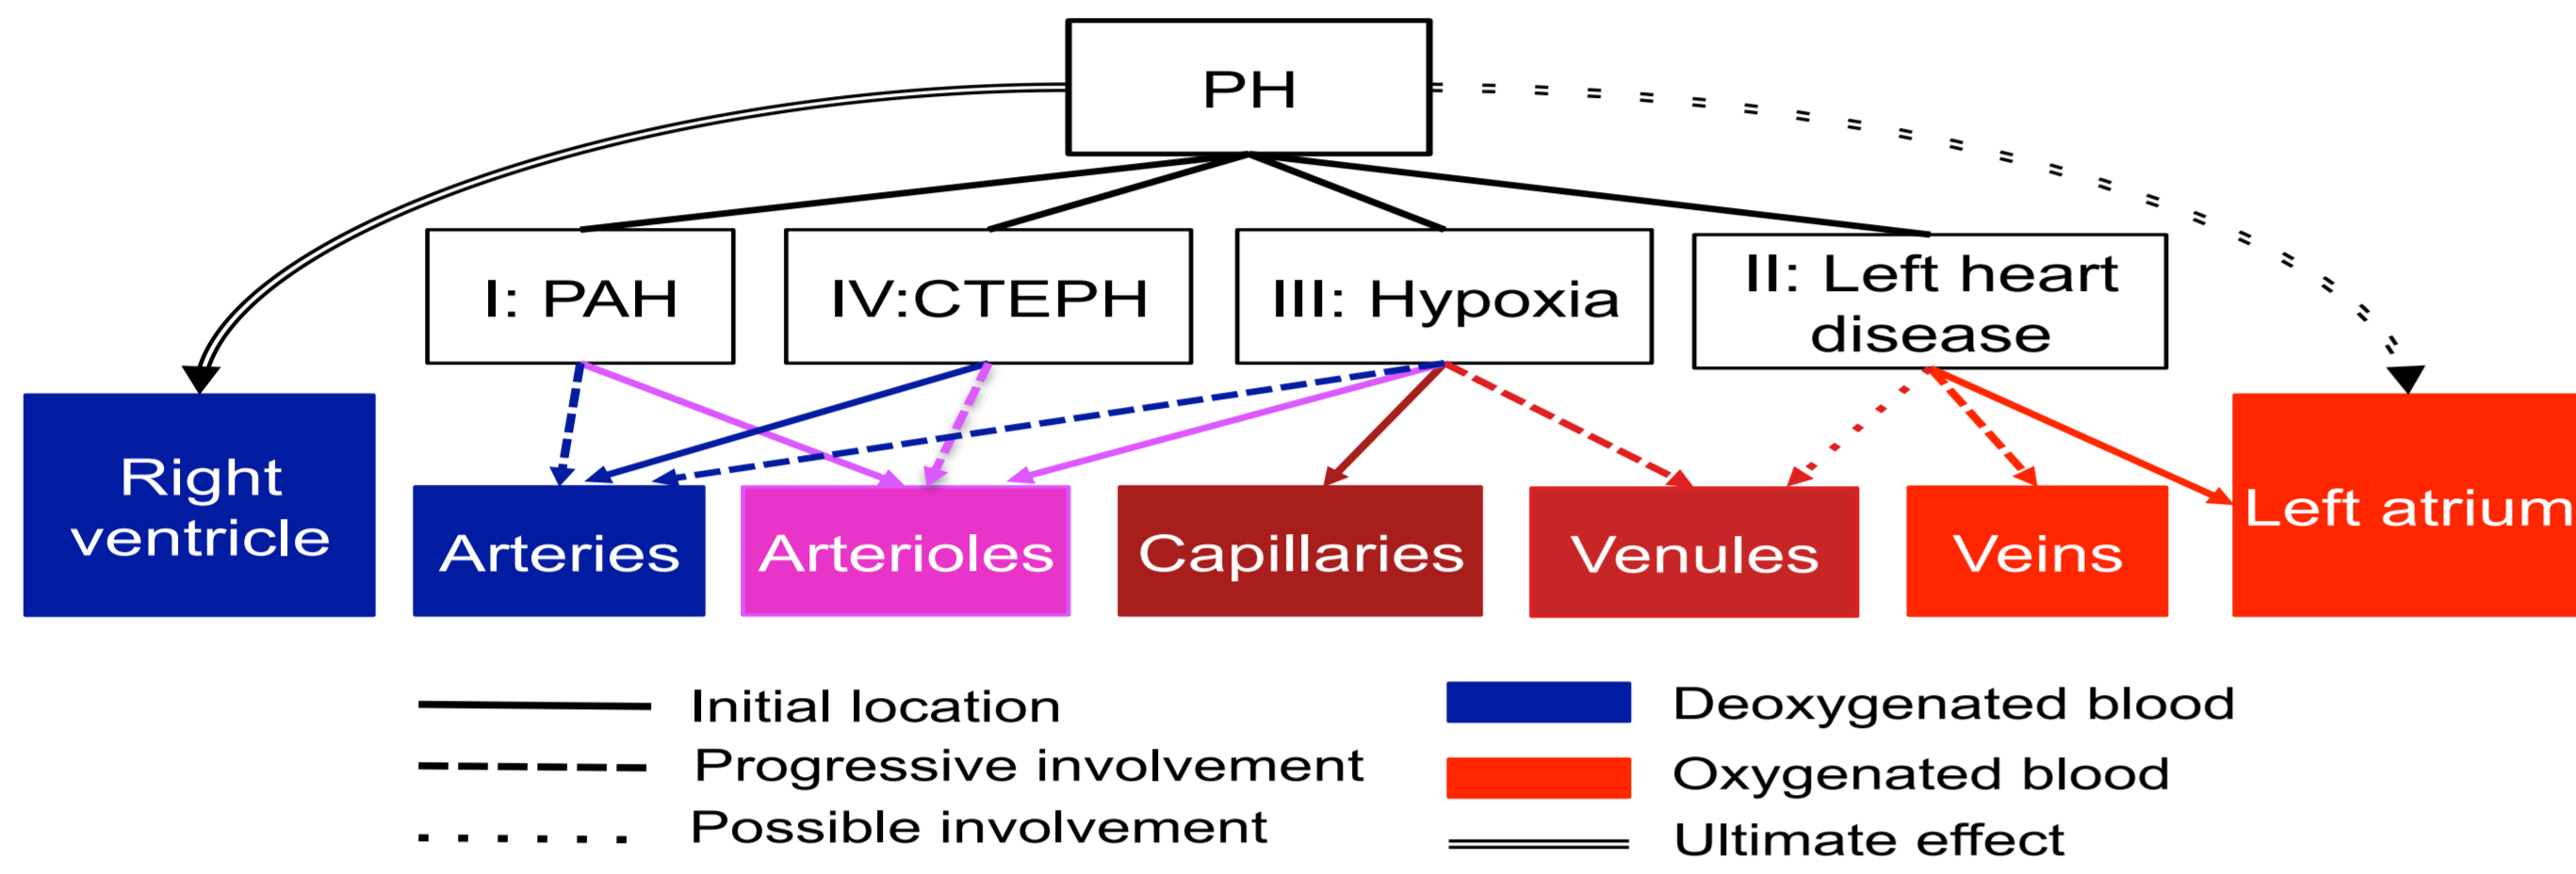 PH
I: PAH
IV:CTEPH
III: Hypoxia
II: Left heart
disease
Right
ventricle
Arteries
Arterioles
Capillaries
Venules
Veins
Left atrium
Initial location
Progressive involvement
Possible involvement
Deoxygenated blood
Oxygenated blood
Ultimate effect